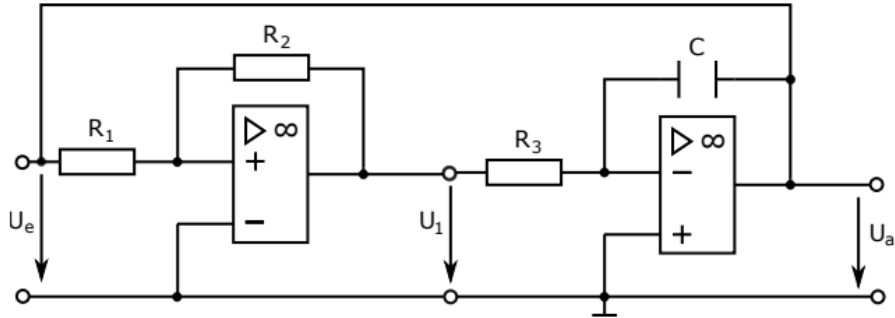 R2
C
R1
▷ ∞
▷ ∞
+
R3
−
Ue
−
U1
+
Ua